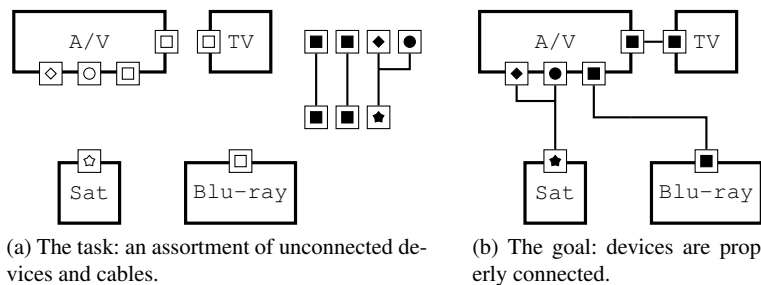 A/V TV A/V TV
Sat Blu-ray Sat Blu-ray
(a) The task: an assortment of unconnected de-
vices and cables.
(b) The goal: devices are prop
erly connected.